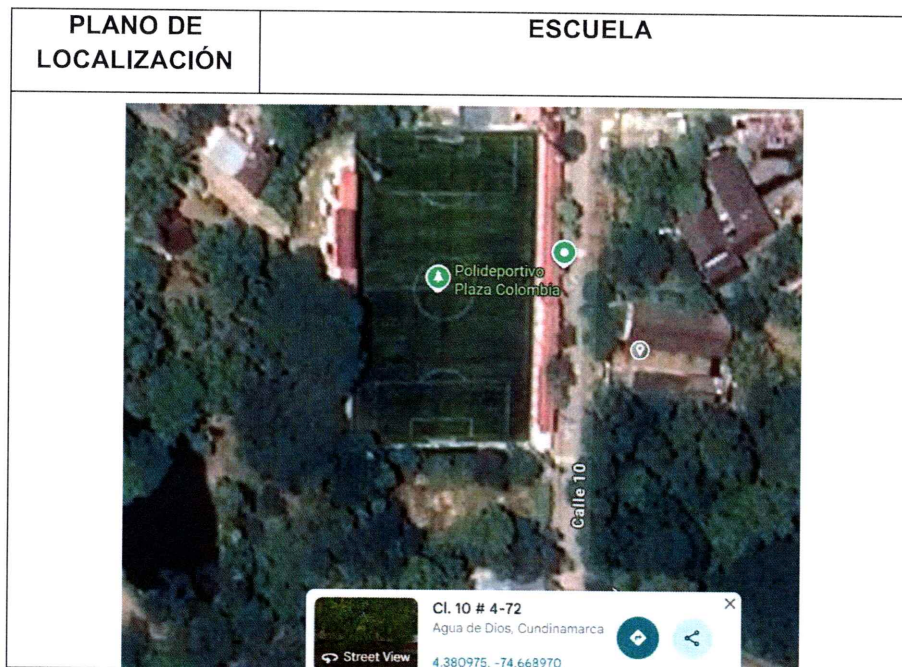 PLANO DE
LOCALIZACIÓN
ESCUELA
Polideportivo
Plaza Colombia
Calle 10
Cl. 10 # 4-72
Agua de Dios, Cundinamarca
Street View
4.380975, -74.668970